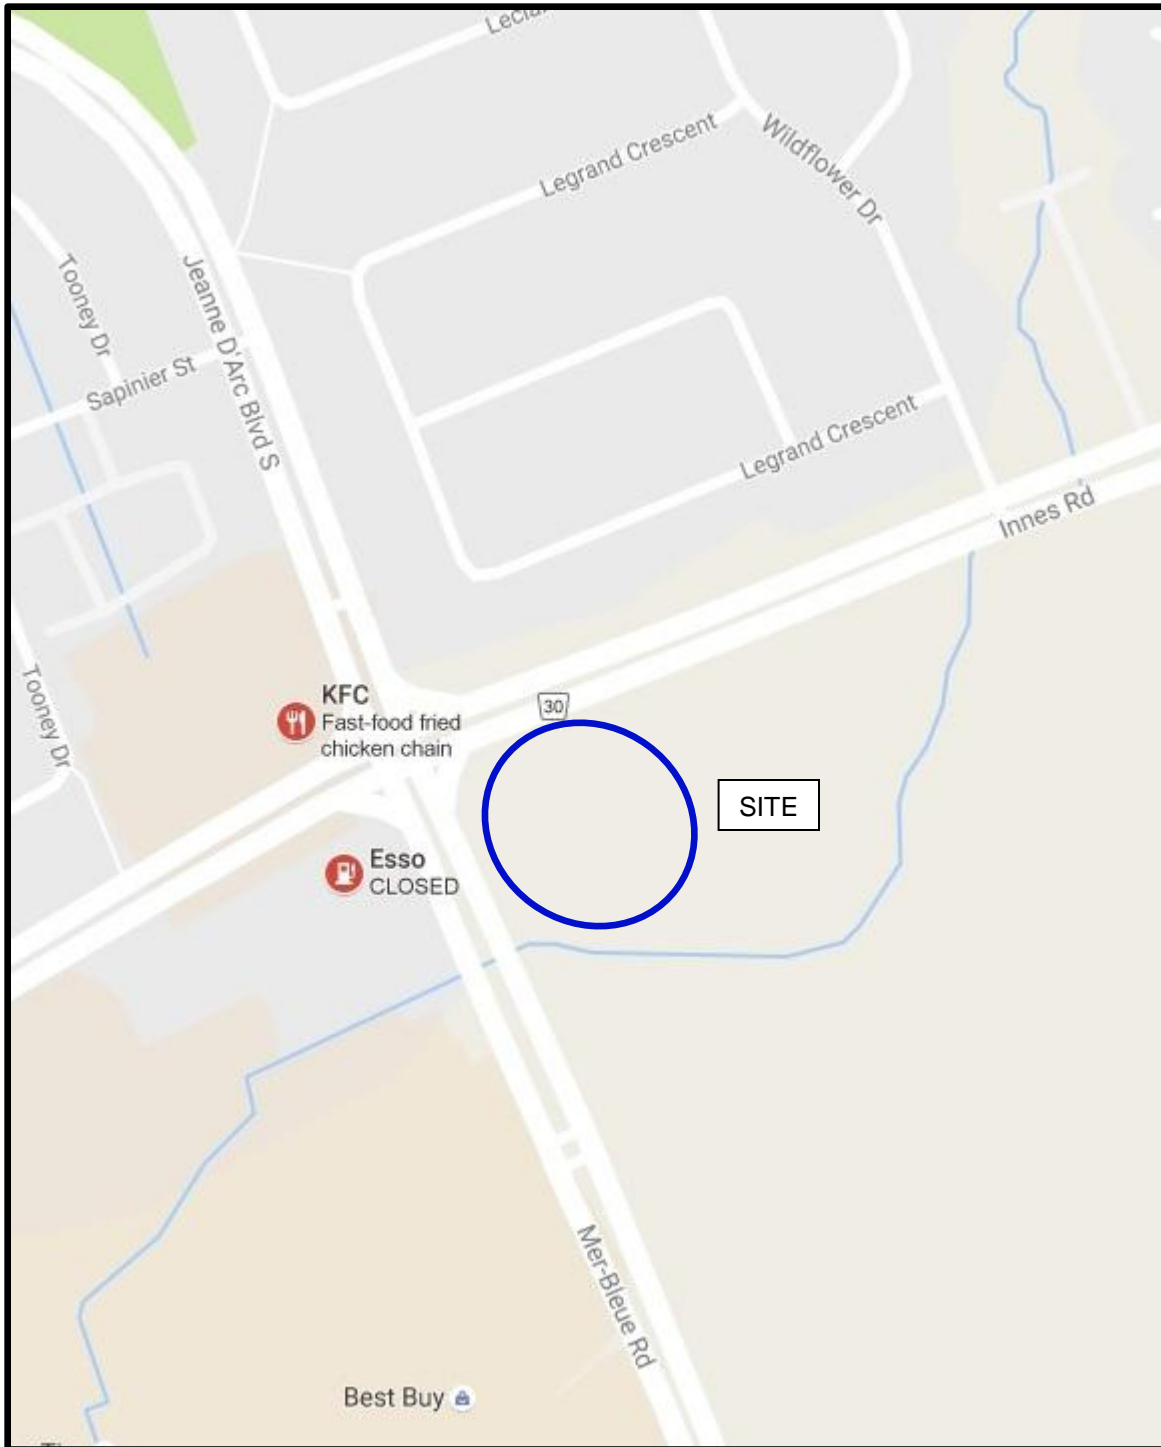 Legrand Crescent
Wildflower Dr
Tooney Dr
Jeanne D'Arc Blvd S
Sapinier St
Legrand Crescent
Innes Rd
Tooney Dr
KFC
Fast-food fried
chicken chain
30
SITE
Esso
CLOSED
Mer-Bleue Rd
Best Buy